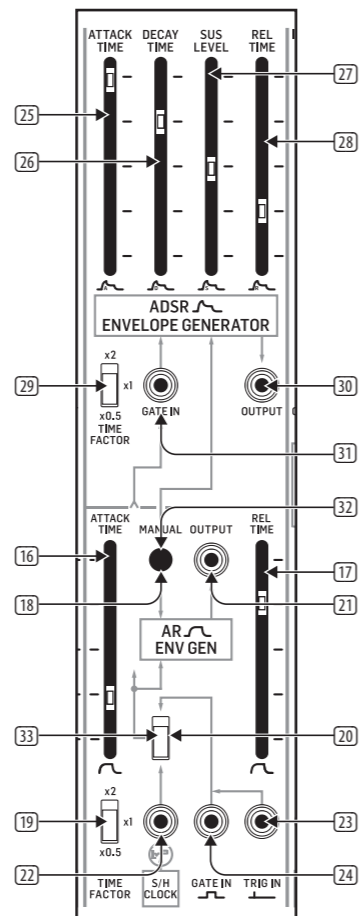 ATTACK TIME
DECAY TIME
SUS LEVEL
REL TIME
27
25
26
28
A
D
S
R
ADSR
ENVELOPE GENERATOR
x2
x1
x0.5
TIME
FACTOR
29
GATE IN
OUTPUT
30
31
32
ATTACK TIME
MANUAL
OUTPUT
REL TIME
16
17
18
21
AR
ENV GEN
33
20
x2
x1
x0.5
TIME
FACTOR
19
22
S/H
CLOCK
GATE IN
TRIG IN
23
24